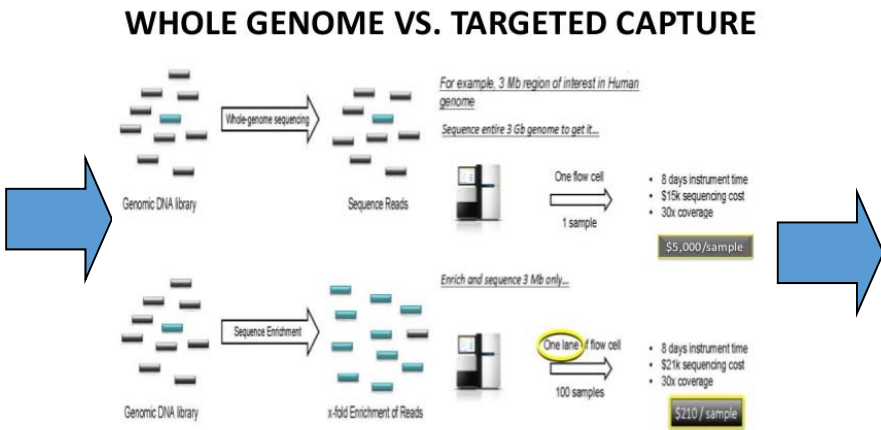 WHOLE GENOME VS. TARGETED CAPTURE
Whole-genome sequencing
Genomic DNA library
Sequence Reads
For example, 3 Mb region of interest in Human
genome
Sequence entire 3 Gb genome to get it...
One flow cell
1 sample
• 8 days instrument time
• $15k sequencing cost
• 30x coverage
$5,000/sample
Sequence Enrichment
Genomic DNA library
x-fold Enrichment of Reads
Enrich and sequence 3 Mb only...
One lane of flow cell
100 samples
• 8 days instrument time
• $21k sequencing cost
• 30x coverage
$210 / sample